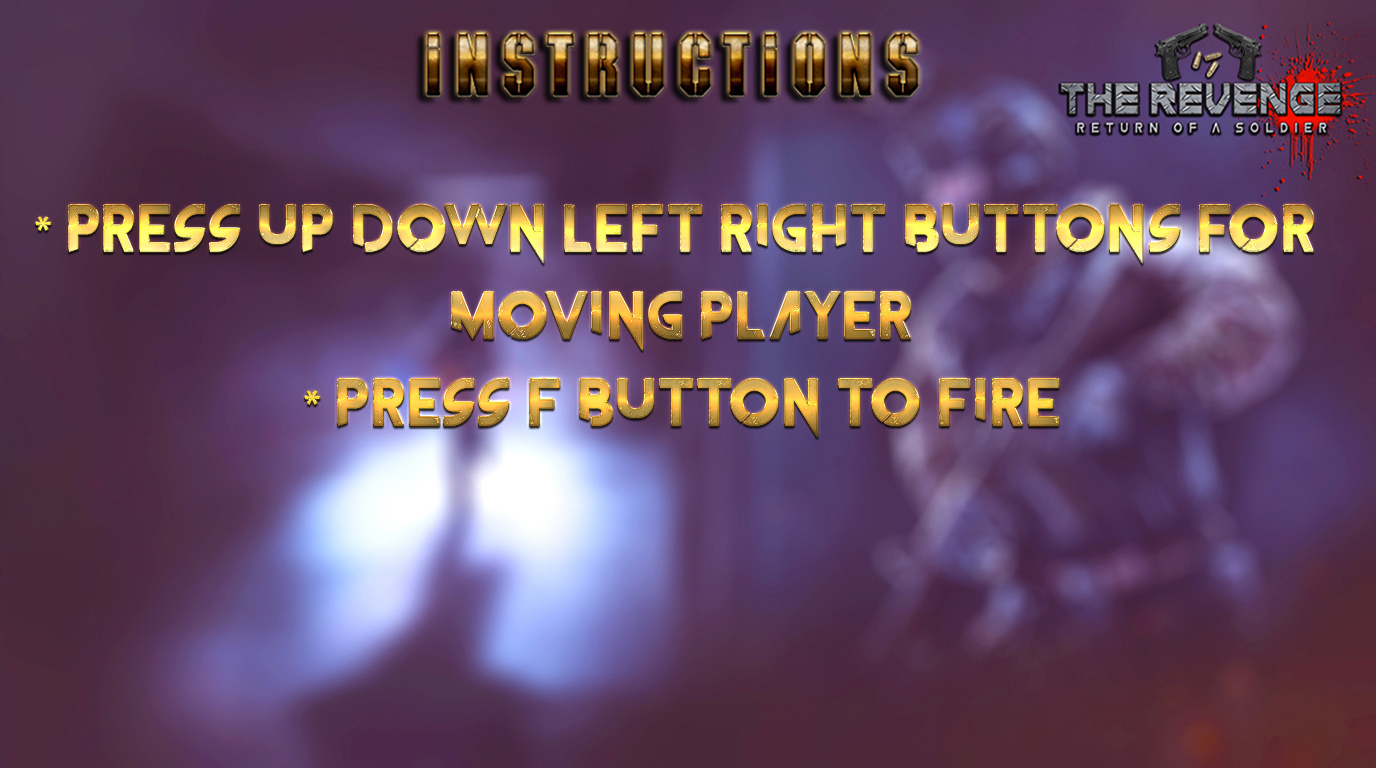 INSTRUCTIONS
THE REVENGE
RETURN OF A SOLDIER
* PRESS UP DOWN LEFT RIGHT BUTTONS FOR
MOVING PLAYER
* PRESS F BUTTON TO FIRE